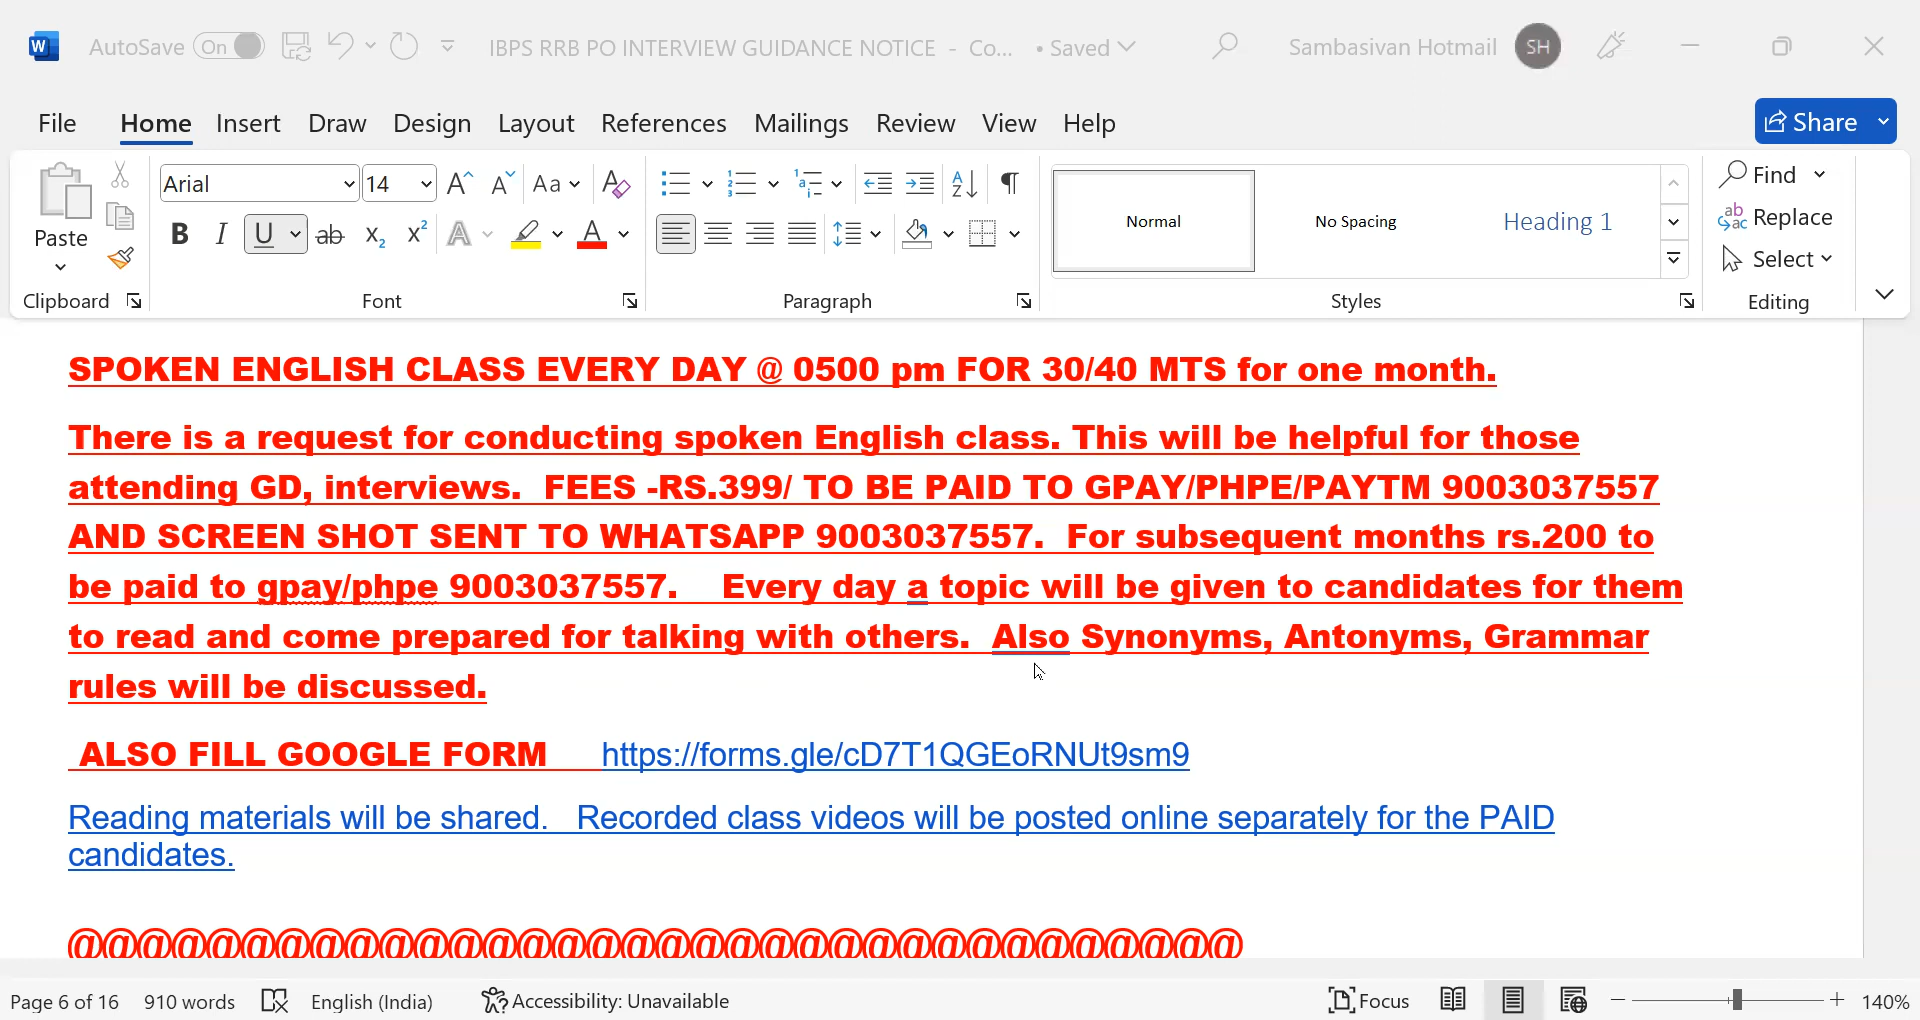 AutoSave On IBPS RRB PO INTERVIEW GUIDANCE NOTICE - Co... • Saved Sambasivan Hotmail SH
File Home Insert Draw Design Layout References Mailings Review View Help Share
Arial 14 Aa Find
Paste B I U ab X₂ X² A A Normal No Spacing Heading 1 Replace
Select
Clipboard Font Paragraph Styles Editing
SPOKEN ENGLISH CLASS EVERY DAY @ 0500 pm FOR 30/40 MTS for one month.
There is a request for conducting spoken English class. This will be helpful for those
attending GD, interviews. FEES -RS.399/ TO BE PAID TO GPAY/PHPE/PAYTM 9003037557
AND SCREEN SHOT SENT TO WHATSAPP 9003037557. For subsequent months rs.200 to
be paid to gpay/phpe 9003037557. Every day a topic will be given to candidates for them
to read and come prepared for talking with others. Also Synonyms, Antonyms, Grammar
rules will be discussed.
ALSO FILL GOOGLE FORM https://forms.gle/cD7T1QGEoRNUt9sm9
Reading materials will be shared. Recorded class videos will be posted online separately for the PAID
candidates.
@@@@@@@@@@@@@@@@@@@@@@@@@@@@@@@@@@
Page 6 of 16 910 words English (India) Accessibility: Unavailable Focus 140%